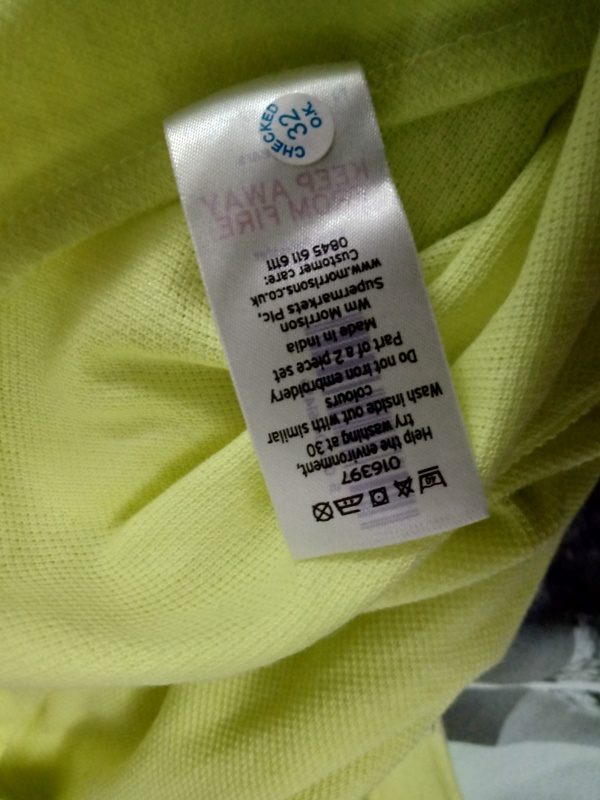 016397
Help the environment,
try washing at 30
Wash inside out with similar
colours
Do not iron embroidery
Part of a 2 piece set
Made in India
Wm Morrison
Supermarkets Plc,
www.morrisons.co.uk
Customer care:
0845 611 6111
KEEP AWAY
FROM FIRE
CHECKED
32
O.K.